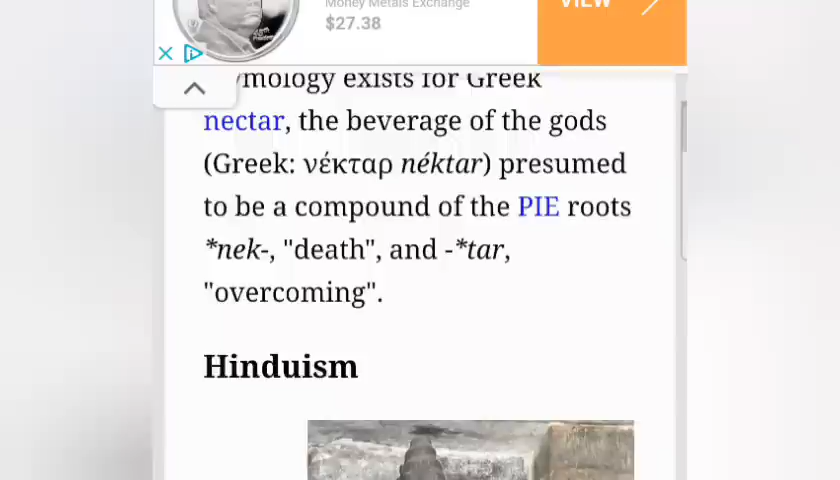 Money Metals Exchange
$27.38
VIEW
exists for Greek
nectar, the beverage of the gods
(Greek: νέκταρ néktar) presumed
to be a compound of the PIE roots
*nek-, "death", and -*tar,
"overcoming".
Hinduism